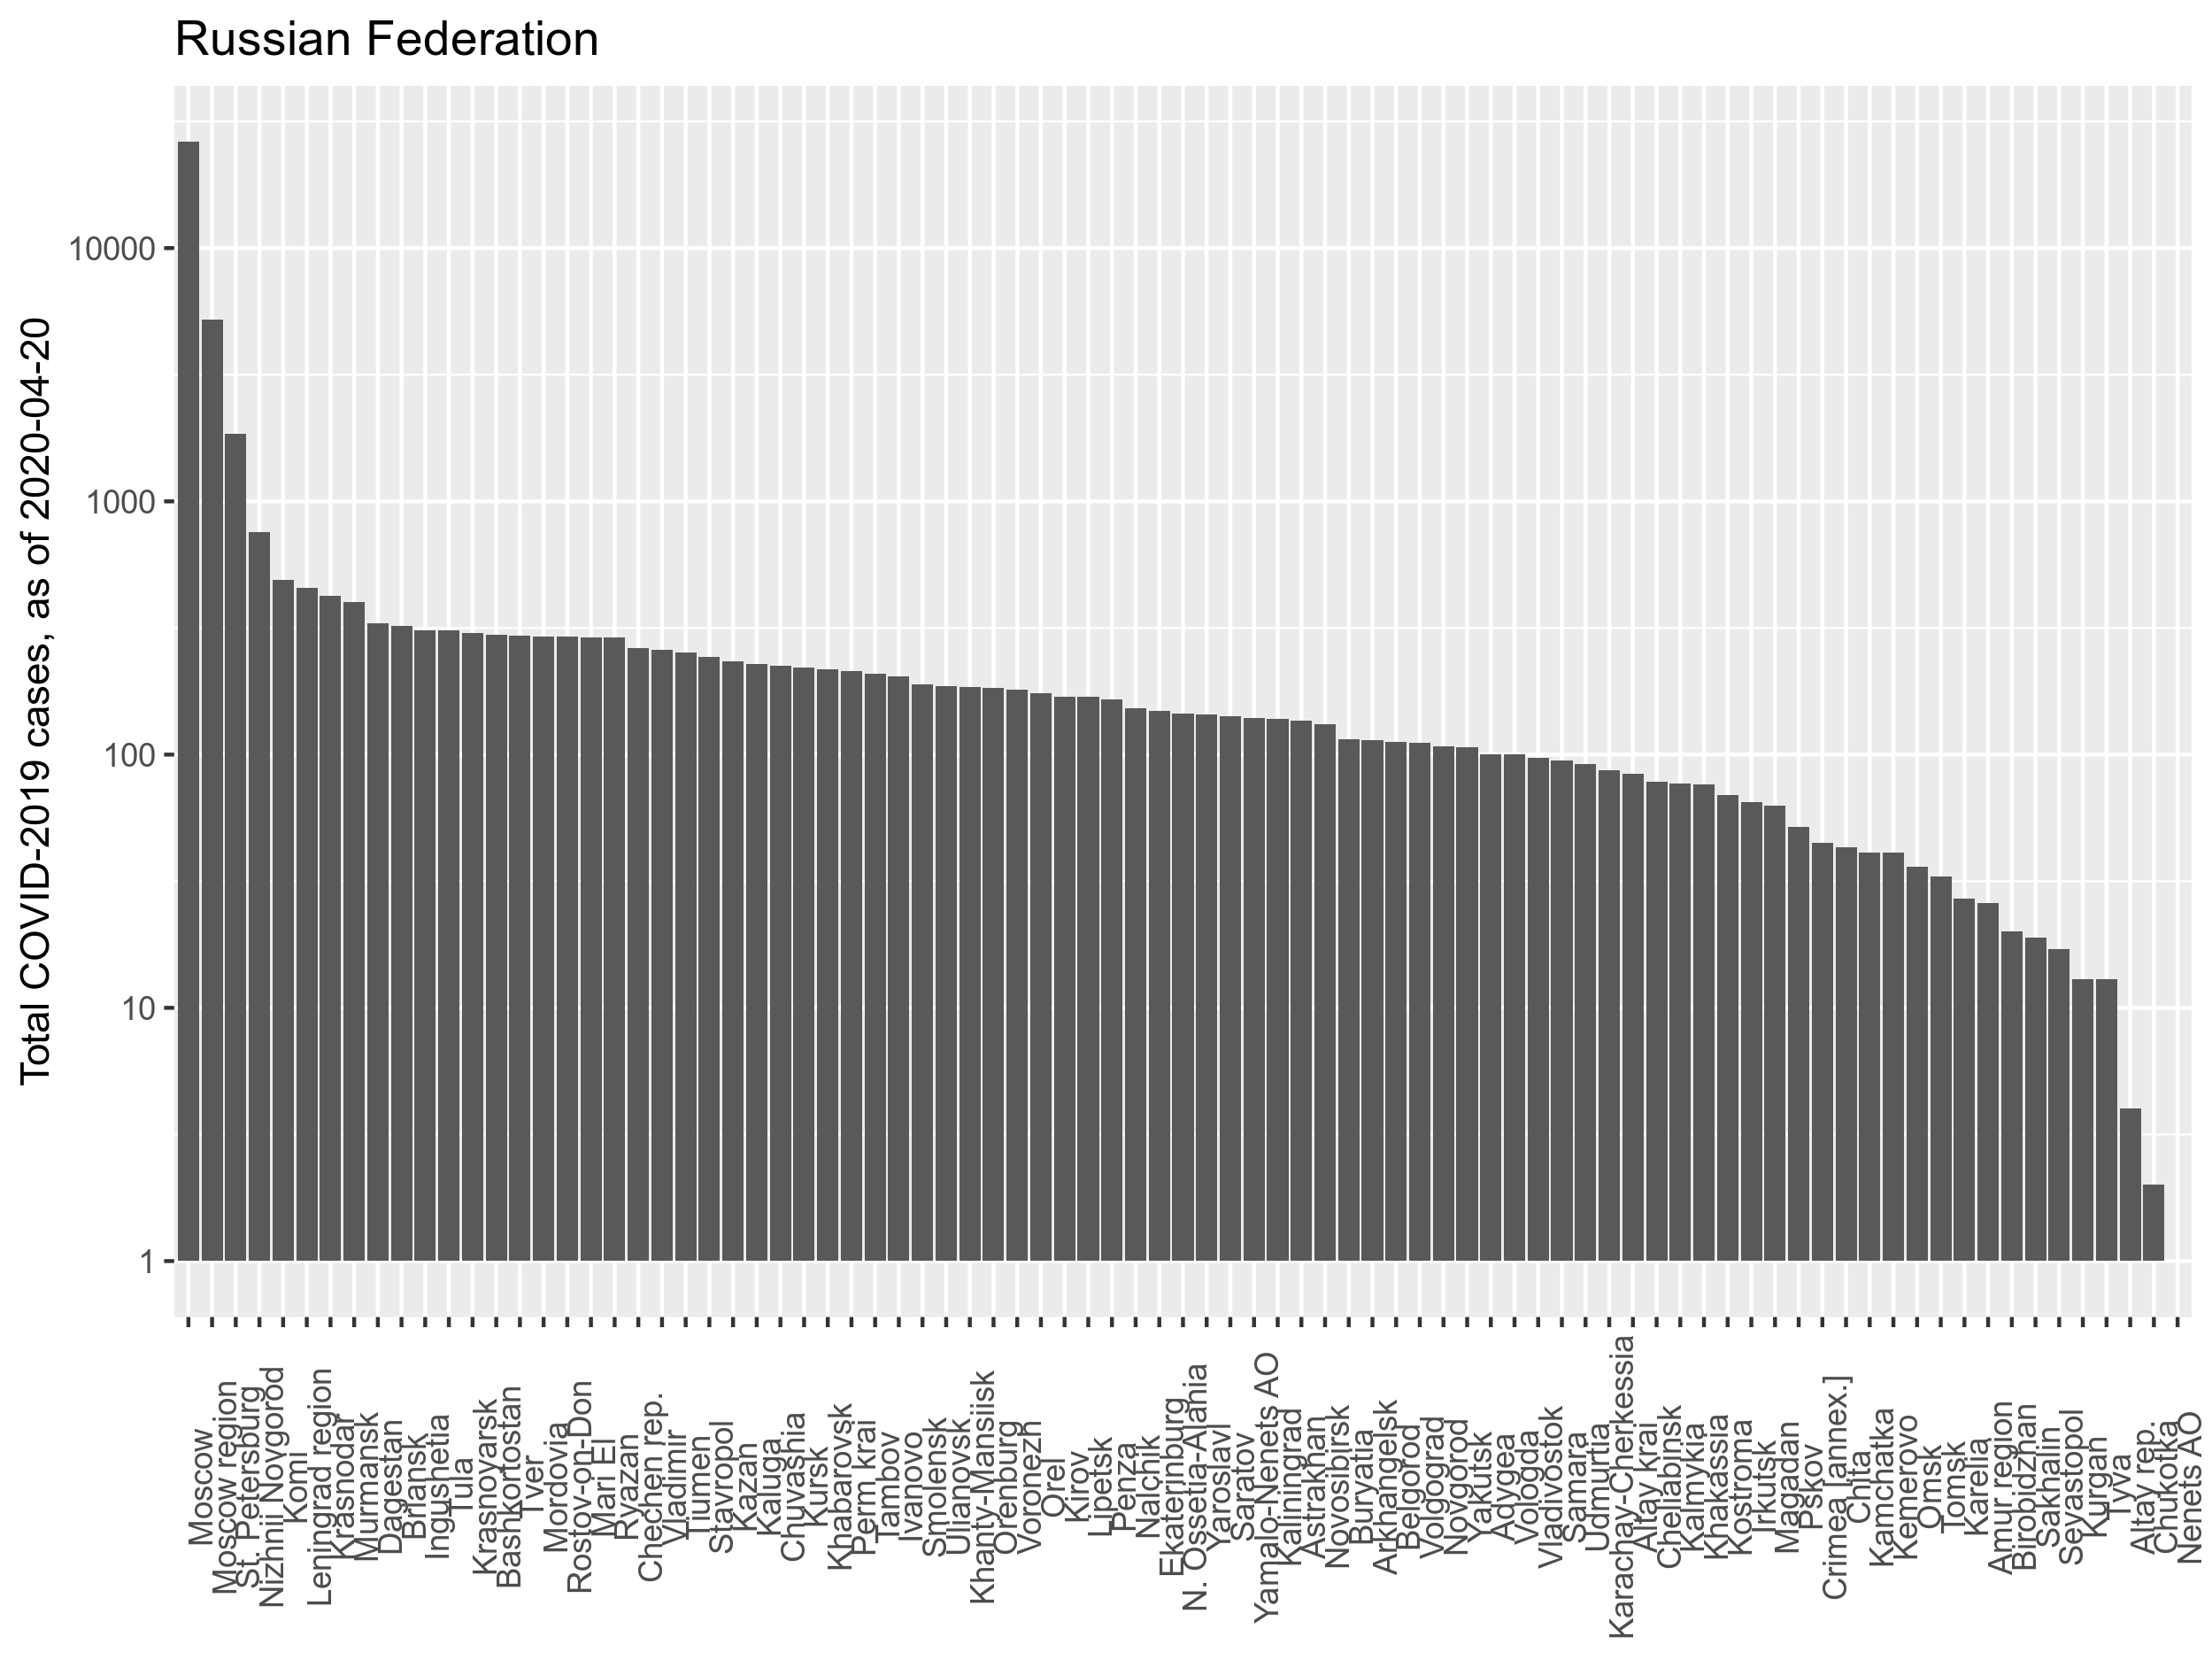 Russian Federation
Total COVID-2019 cases, as of 2020-04-20
10000
1000
100
10
1
Moscow
Moscow region
St. Petersburg
Nizhnii Novgorod
Komi
Leningrad region
Krasnodar
Murmansk
Dagestan
Briansk
Ingushetia
Tula
Krasnoyarsk
Bashkortostan
Tver
Mordovia
Rostov-on-Don
Mari El
Ryazan
Chechen rep.
Vladimir
Tiumen
Stavropol
Kazan
Kaluga
Chuvashia
Kursk
Khabarovsk
Perm krai
Tambov
Ivanovo
Smolensk
Ulianovsk
Khanty-Mansiisk
Orenburg
Voronezh
Orel
Kirov
Lipetsk
Penza
Nalchik
Ekaterinburg
N. Ossetia-Alahia
Yaroslavl
Saratov
Yamalo-Nenets AO
Kaliningrad
Astrakhan
Novosibirsk
Buryatia
Arkhangelsk
Belgorod
Voldograd
Novgorod
Yakutsk
Adygea
Vologda
Vladivostok
Samara
Udmurtia
Karachay-Cherkessia
Altay krai
Cheliabinsk
Kalmykia
Khakassia
Kostroma
Irkutsk
Magadan
Pskov
Crimea [annex.]
Chita
Kamchatka
Kemerovo
Omsk
Tomsk
Karelia
Amur region
Birobidzhan
Sakhalin
Sevastopol
Kurgan
Tyva
Altay rep.
Chukotka
Nenets AO